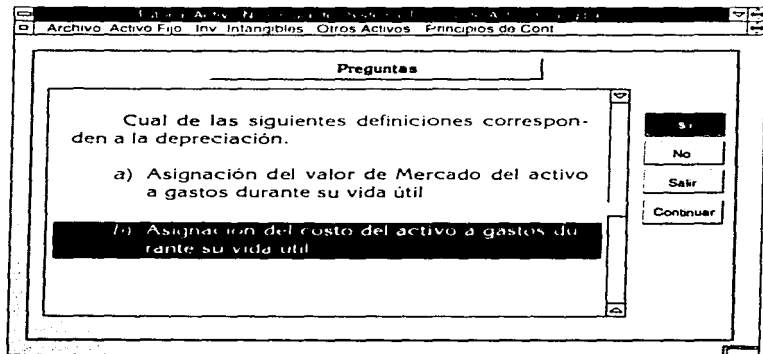 Archivo Activo Fijo Inv Intangibles Otros Activos Principios de Cont
Preguntas
Cual de las siguientes definiciones correspon-
den a la depreciación.
a) Asignación del valor de Mercado del activo
a gastos durante su vida útil
b) Asignación del costo del activo a gastos du
rante su vida util
Si
No
Salir
Continuar